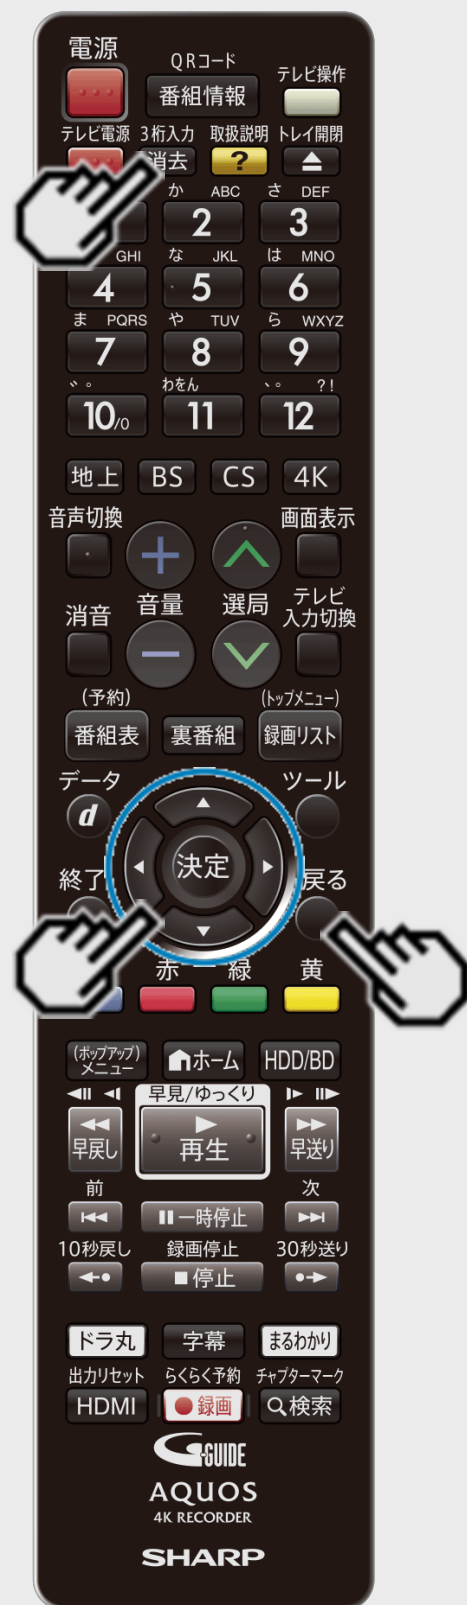 電源
QRコード
テレビ操作
番組情報
テレビ電源 3桁入力 取扱説明 トレイ開閉
消去 ?
か ABC さ DEF
2 3
GHI な JKL は MNO
4 5 6
ま PQRS や TUV ら WXYZ
7 8 9
゛゜ わをん 、。 ?!
10/0 11 12
地上 BS CS 4K
音声切換 画面表示
消音 音量 選局 テレビ
入力切換
(予約) (トップメニュー)
番組表 裏番組 録画リスト
データ ツール
d
決定
終了 戻る
赤 緑 黄
(ポップアップ)
メニュー ホーム HDD/BD
早見/ゆっくり
早戻し 再生 早送り
前 次
一時停止
10秒戻し 録画停止 30秒送り
停止
ドラ丸 字幕 まるわかり
出力リセット らくらく予約 チャプターマーク
HDMI 録画 検索
G-GUIDE
AQUOS
4K RECORDER
SHARP